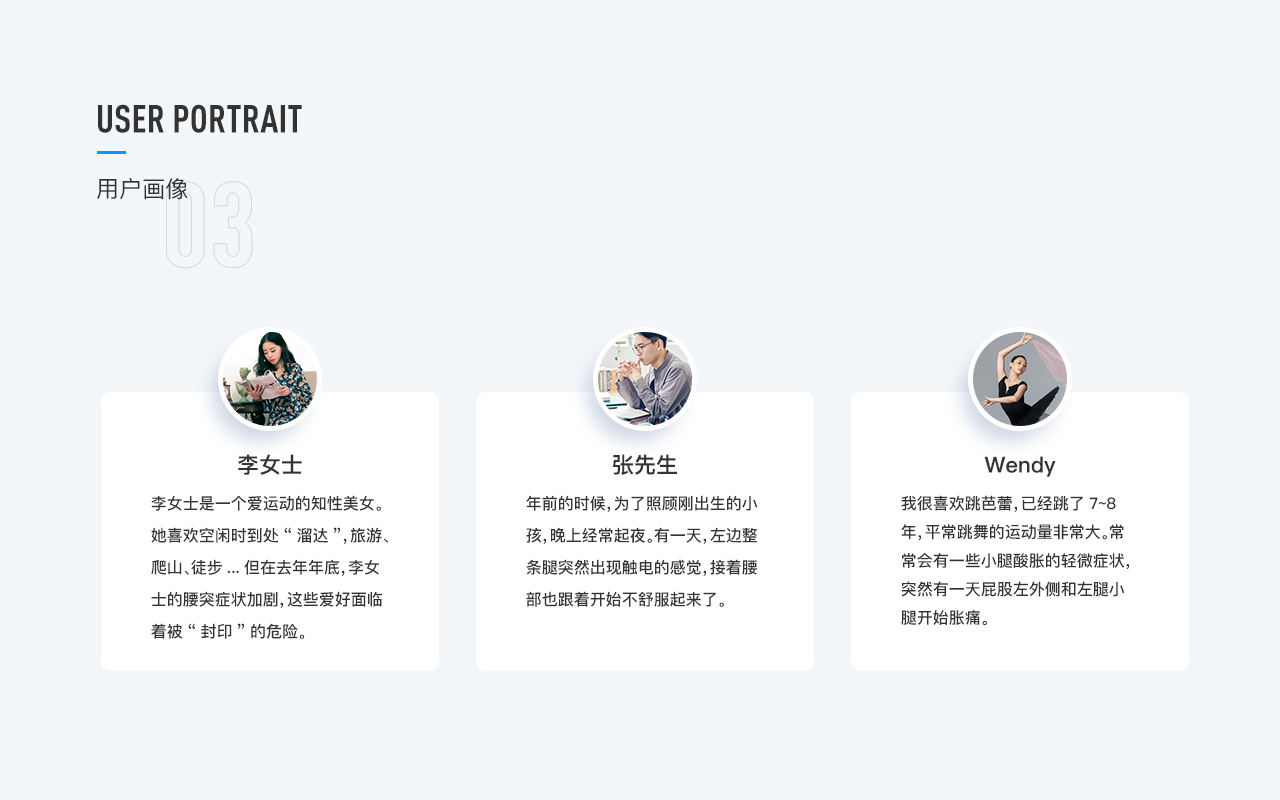 USER PORTRAIT
用户画像
03
李女士
李女士是一个爱运动的知性美女。
她喜欢空闲时到处“ 溜达 ”，旅游、
爬山、徒步 ... 但在去年年底，李女
士的腰突症状加剧，这些爱好面临
着被“ 封印 ”的危险。
张先生
年前的时候，为了照顾刚出生的小
孩，晚上经常起夜。有一天，左边整
条腿突然出现触电的感觉，接着腰
部也跟着开始不舒服起来了。
Wendy
我很喜欢跳芭蕾，已经跳了 7~8
年，平常跳舞的运动量非常大。常
常会有一些小腿酸胀的轻微症状，
突然有一天屁股左外侧和左腿小
腿开始胀痛。